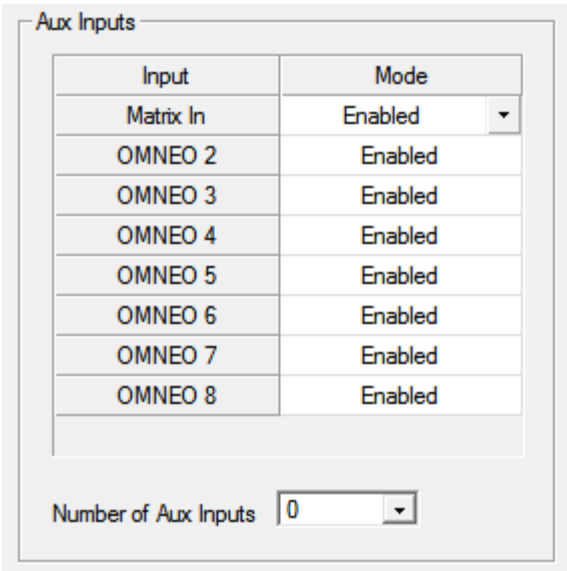 Aux Inputs
Input Mode
Matrix In Enabled
OMNEO 2 Enabled
OMNEO 3 Enabled
OMNEO 4 Enabled
OMNEO 5 Enabled
OMNEO 6 Enabled
OMNEO 7 Enabled
OMNEO 8 Enabled
Number of Aux Inputs 0